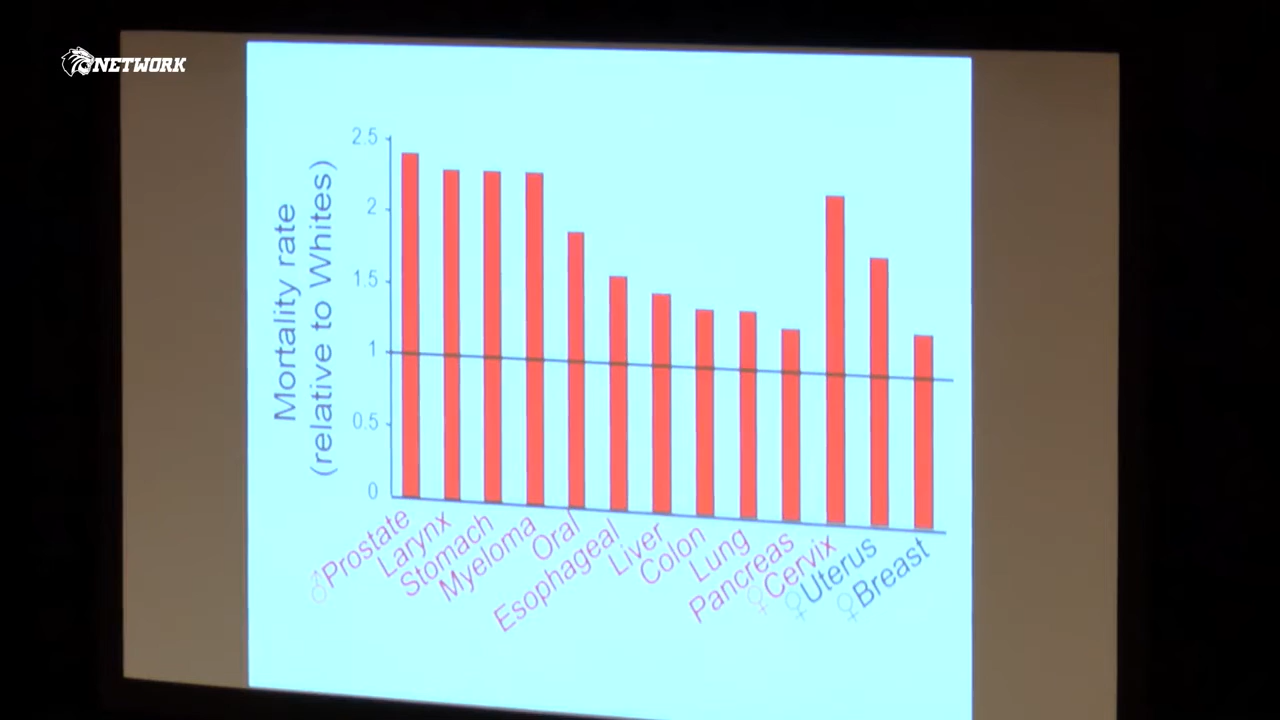 NETWORK
Mortality rate
(relative to Whites)
2.5
2
1.5
1
0.5
0
♂Prostate
Larynx
Stomach
Myeloma
Oral
Esophageal
Liver
Colon
Lung
Pancreas
♀Cervix
♀Uterus
♀Breast